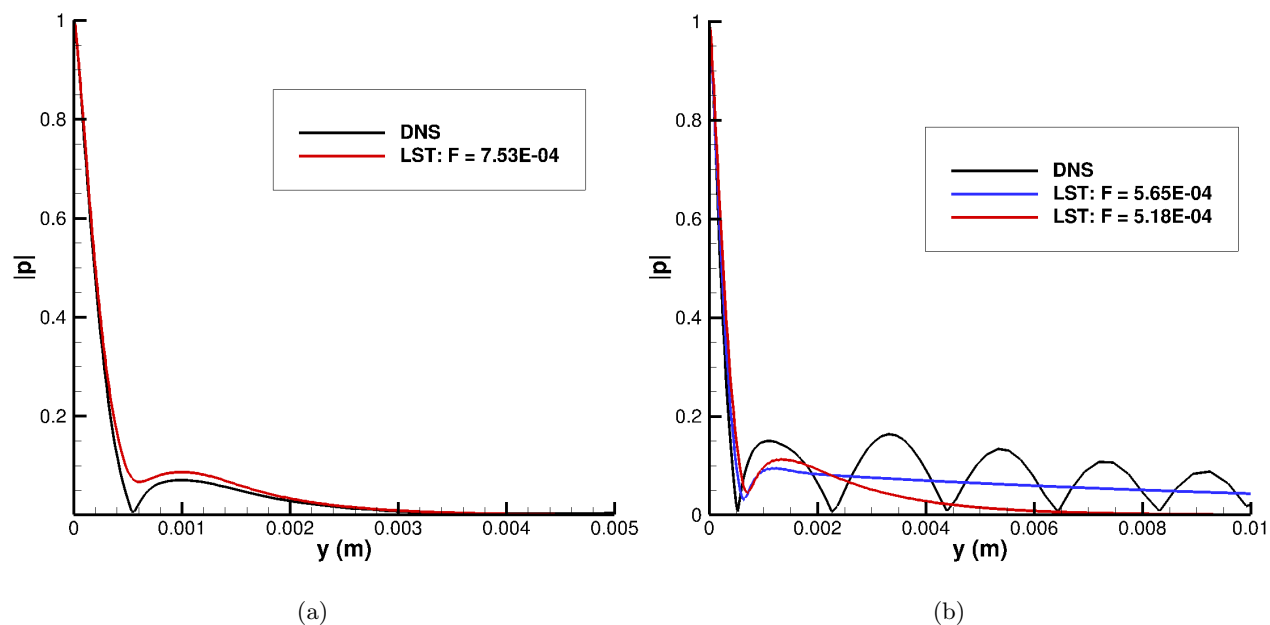 1
0.8
0.6
0.4
0.2
0
0.001
0.002
0.003
0.004
0.005
|p|
y (m)
DNS
LST: F = 7.53E-04
(a)
1
0.8
0.6
0.4
0.2
0
0.002
0.004
0.006
0.008
0.01
|p|
y (m)
DNS
LST: F = 5.65E-04
LST: F = 5.18E-04
(b)